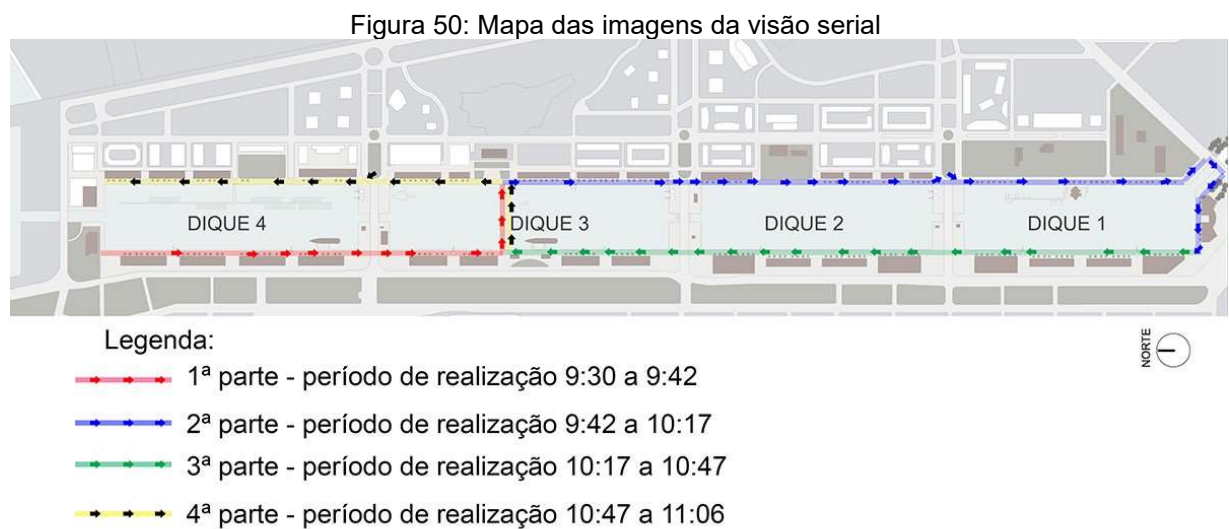 Figura 50: Mapa das imagens da visão serial
DIQUE 4
DIQUE 3
DIQUE 2
DIQUE 1
Legenda:
1ª parte - período de realização 9:30 a 9:42
2ª parte - período de realização 9:42 a 10:17
3ª parte - período de realização 10:17 a 10:47
4ª parte - período de realização 10:47 a 11:06
NORTE